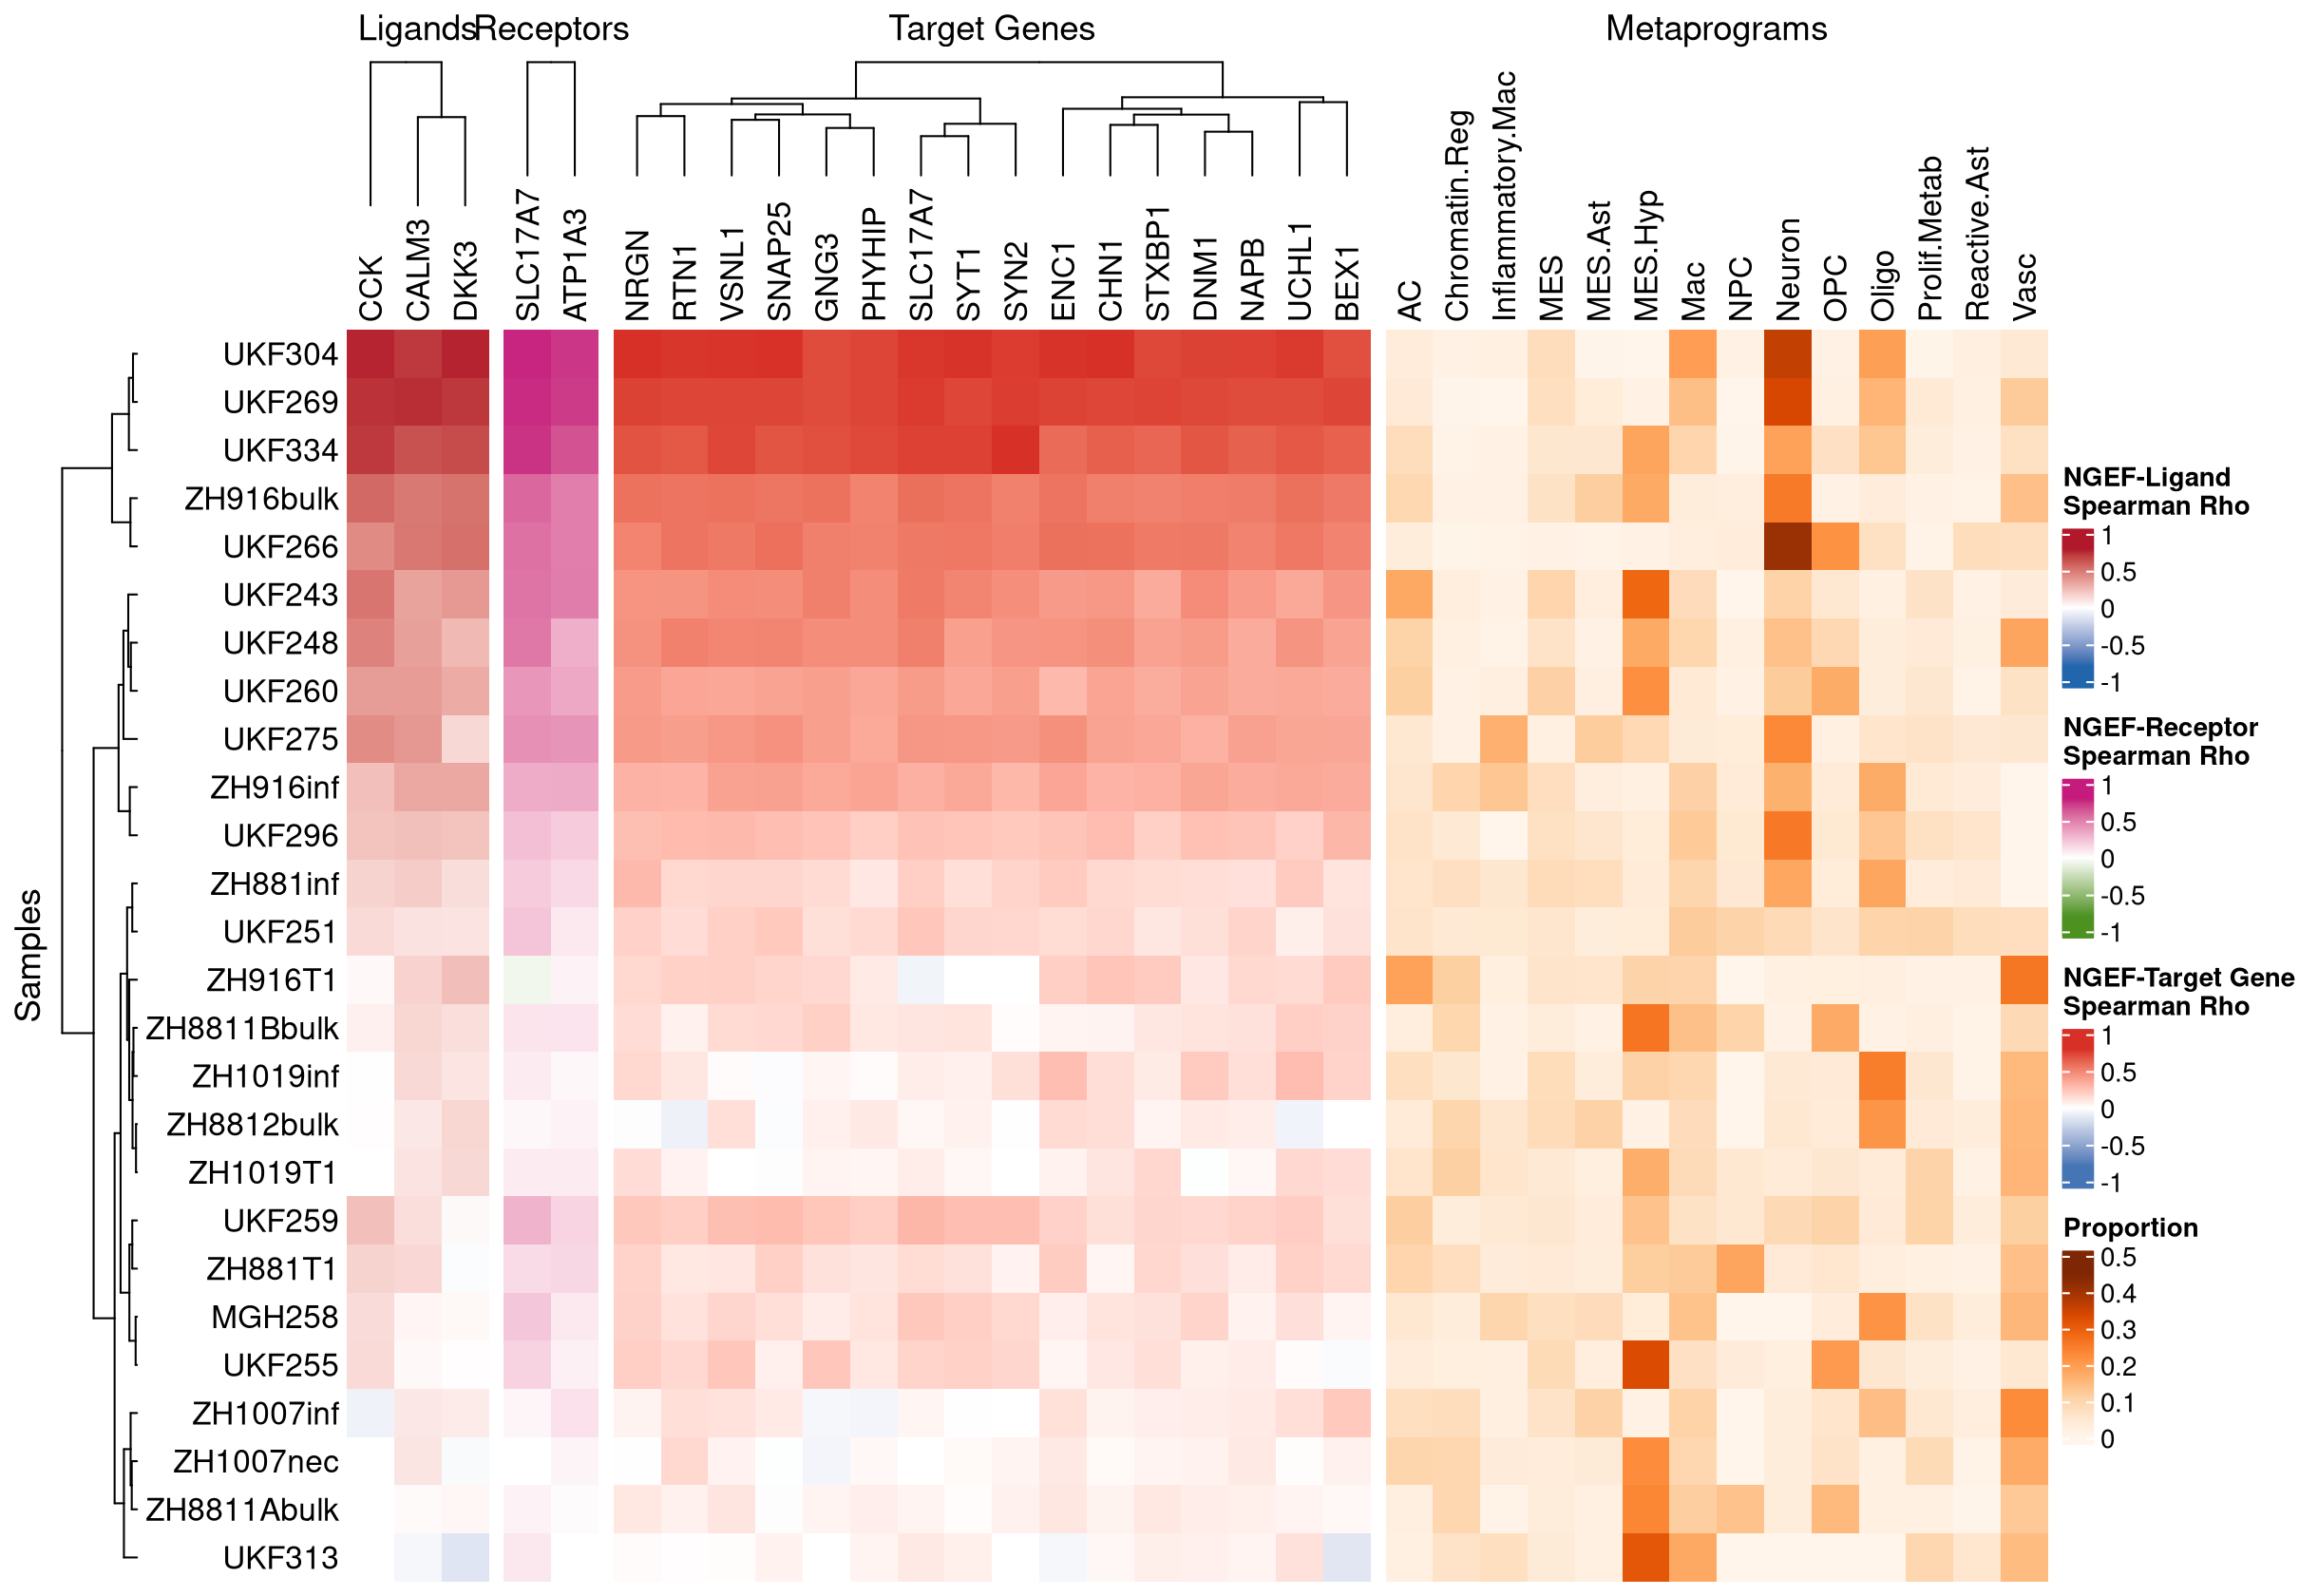 Ligands Receptors Target Genes Metaprograms
CCK CALM3 DKK3 SLC17A7 ATP1A3 NRGN RTN1 VSNL1 SNAP25 GNG3 PHYHIP SLC17A7 SYT1 SYN2 ENC1 CHN1 STXBP1 DNM1 NAPB UCHL1 BEX1 AC Chromatin.Reg Inflammatory.Mac MES MES.Ast MES.Hyp Mac NPC Neuron OPC Oligo Prolif.Metab Reactive.Ast Vasc
Samples
UKF304
UKF269
UKF334
ZH916bulk
UKF266
UKF243
UKF248
UKF260
UKF275
ZH916inf
UKF296
ZH881inf
UKF251
ZH916T1
ZH8811Bbulk
ZH1019inf
ZH8812bulk
ZH1019T1
UKF259
ZH881T1
MGH258
UKF255
ZH1007inf
ZH1007nec
ZH8811Abulk
UKF313
NGEF-Ligand
Spearman Rho
1
0.5
0
-0.5
-1
NGEF-Receptor
Spearman Rho
1
0.5
0
-0.5
-1
NGEF-Target Gene
Spearman Rho
1
0.5
0
-0.5
-1
Proportion
0.5
0.4
0.3
0.2
0.1
0